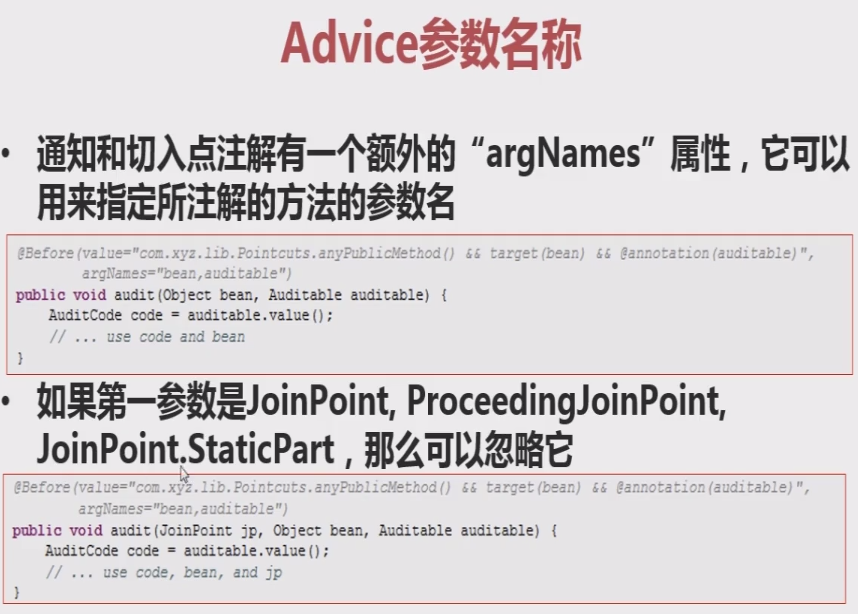 Advice参数名称
• 通知和切入点注解有一个额外的“argNames”属性，它可以
用来指定所注解的方法的参数名
@Before(value="com.xyz.lib.Pointcuts.anyPublicMethod() && target(bean) && @annotation(auditable)",
argNames="bean,auditable")
public void audit(Object bean, Auditable auditable) {
AuditCode code = auditable.value();
// ... use code and bean
}
• 如果第一参数是JoinPoint, ProceedingJoinPoint,
JoinPoint.StaticPart，那么可以忽略它
@Before(value="com.xyz.lib.Pointcuts.anyPublicMethod() && target(bean) && @annotation(auditable)",
argNames="bean,auditable")
public void audit(JoinPoint jp, Object bean, Auditable auditable) {
AuditCode code = auditable.value();
// ... use code, bean, and jp
}